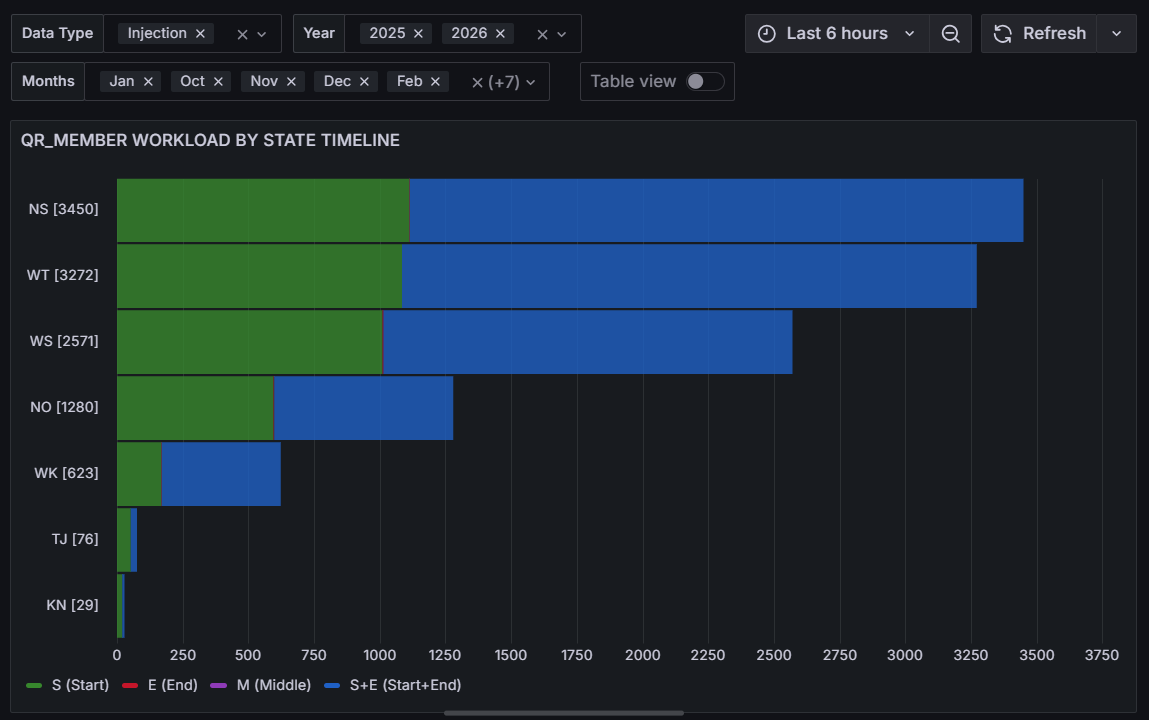 Data Type Injection × Year 2025 × 2026 × Last 6 hours Refresh
Months Jan × Oct × Nov × Dec × Feb × × (+7) Table view
QR_MEMBER WORKLOAD BY STATE TIMELINE
NS [3450]
WT [3272]
WS [2571]
NO [1280]
WK [623]
TJ [76]
KN [29]
0 250 500 750 1000 1250 1500 1750 2000 2250 2500 2750 3000 3250 3500 3750
S (Start) E (End) M (Middle) S+E (Start+End)